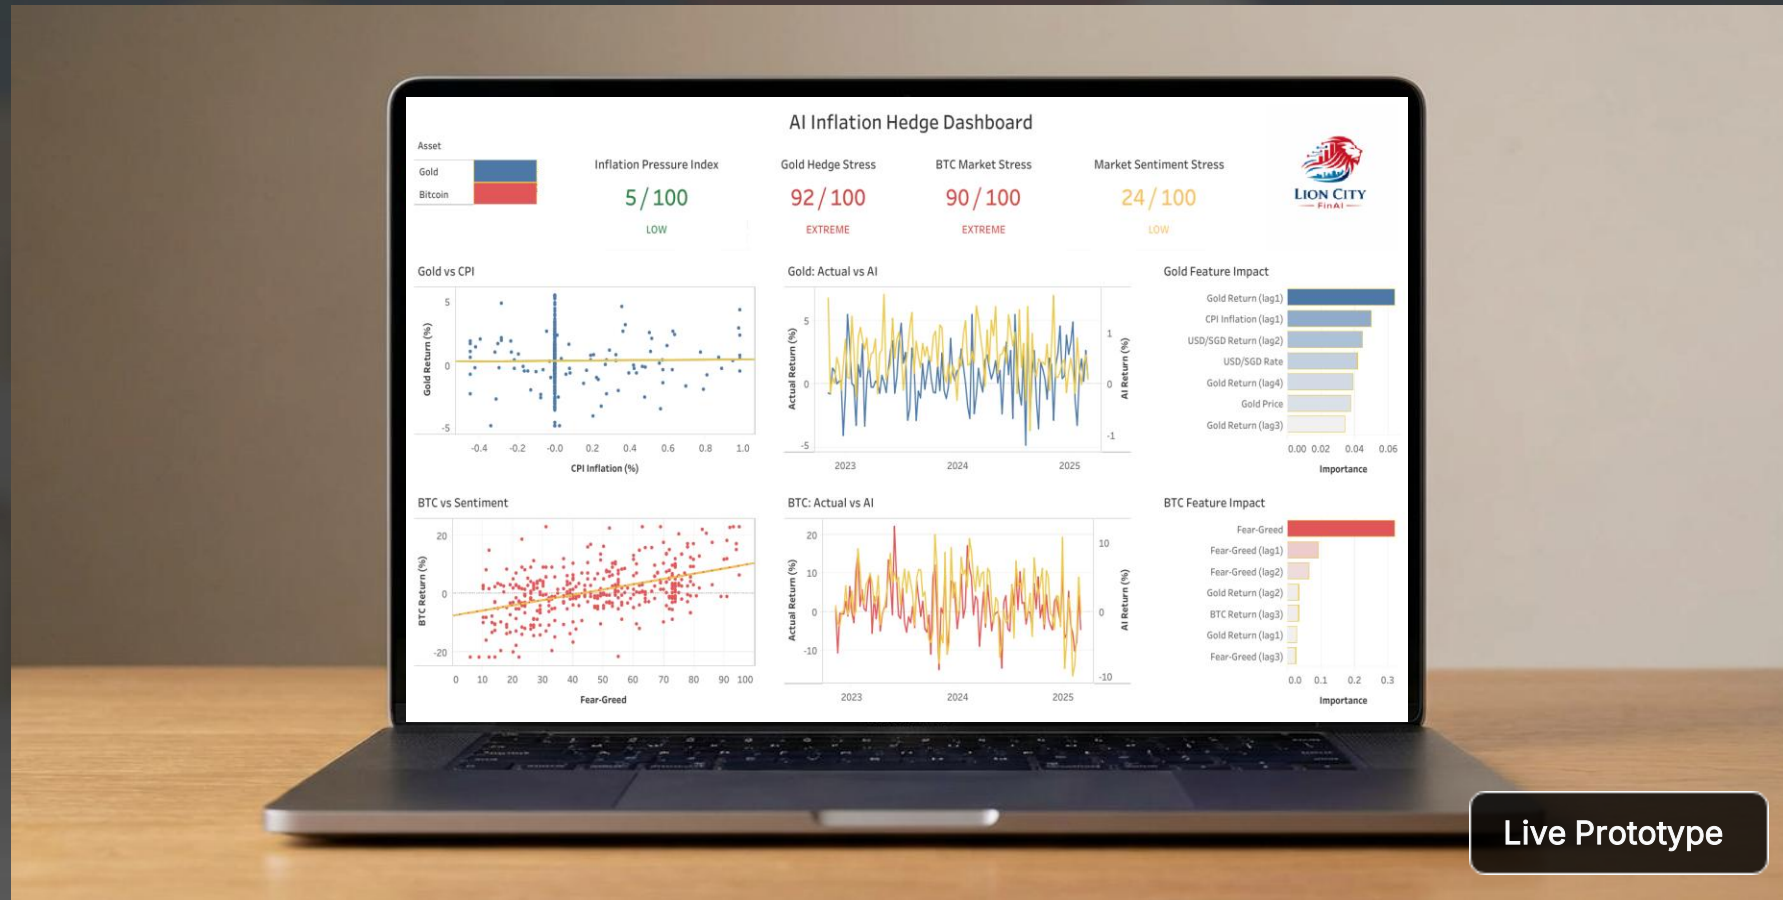 AI Inflation Hedge Dashboard
Asset
Gold
Bitcoin
Inflation Pressure Index
5 / 100
LOW
Gold Hedge Stress
92 / 100
EXTREME
BTC Market Stress
90 / 100
EXTREME
Market Sentiment Stress
24 / 100
LOW
LION CITY
FinAI
Gold vs CPI
Gold Return (%)
5
0
-5
-0.4 -0.2 -0.0 0.2 0.4 0.6 0.8 1.0
CPI Inflation (%)
Gold: Actual vs AI
Actual Return (%)
5
0
-5
1
0
-1
AI Return (%)
2023 2024 2025
Gold Feature Impact
Gold Return (lag1)
CPI Inflation (lag1)
USD/SGD Return (lag2)
USD/SGD Rate
Gold Return (lag4)
Gold Price
Gold Return (lag3)
0.00 0.02 0.04 0.06
Importance
BTC vs Sentiment
BTC Return (%)
20
0
-20
0 10 20 30 40 50 60 70 80 90 100
Fear-Greed
BTC: Actual vs AI
Actual Return (%)
20
10
0
-10
10
0
-10
AI Return (%)
2023 2024 2025
BTC Feature Impact
Fear-Greed
Fear-Greed (lag1)
Fear-Greed (lag2)
Gold Return (lag2)
BTC Return (lag3)
Gold Return (lag1)
Fear-Greed (lag3)
0.0 0.1 0.2 0.3
Importance
Live Prototype